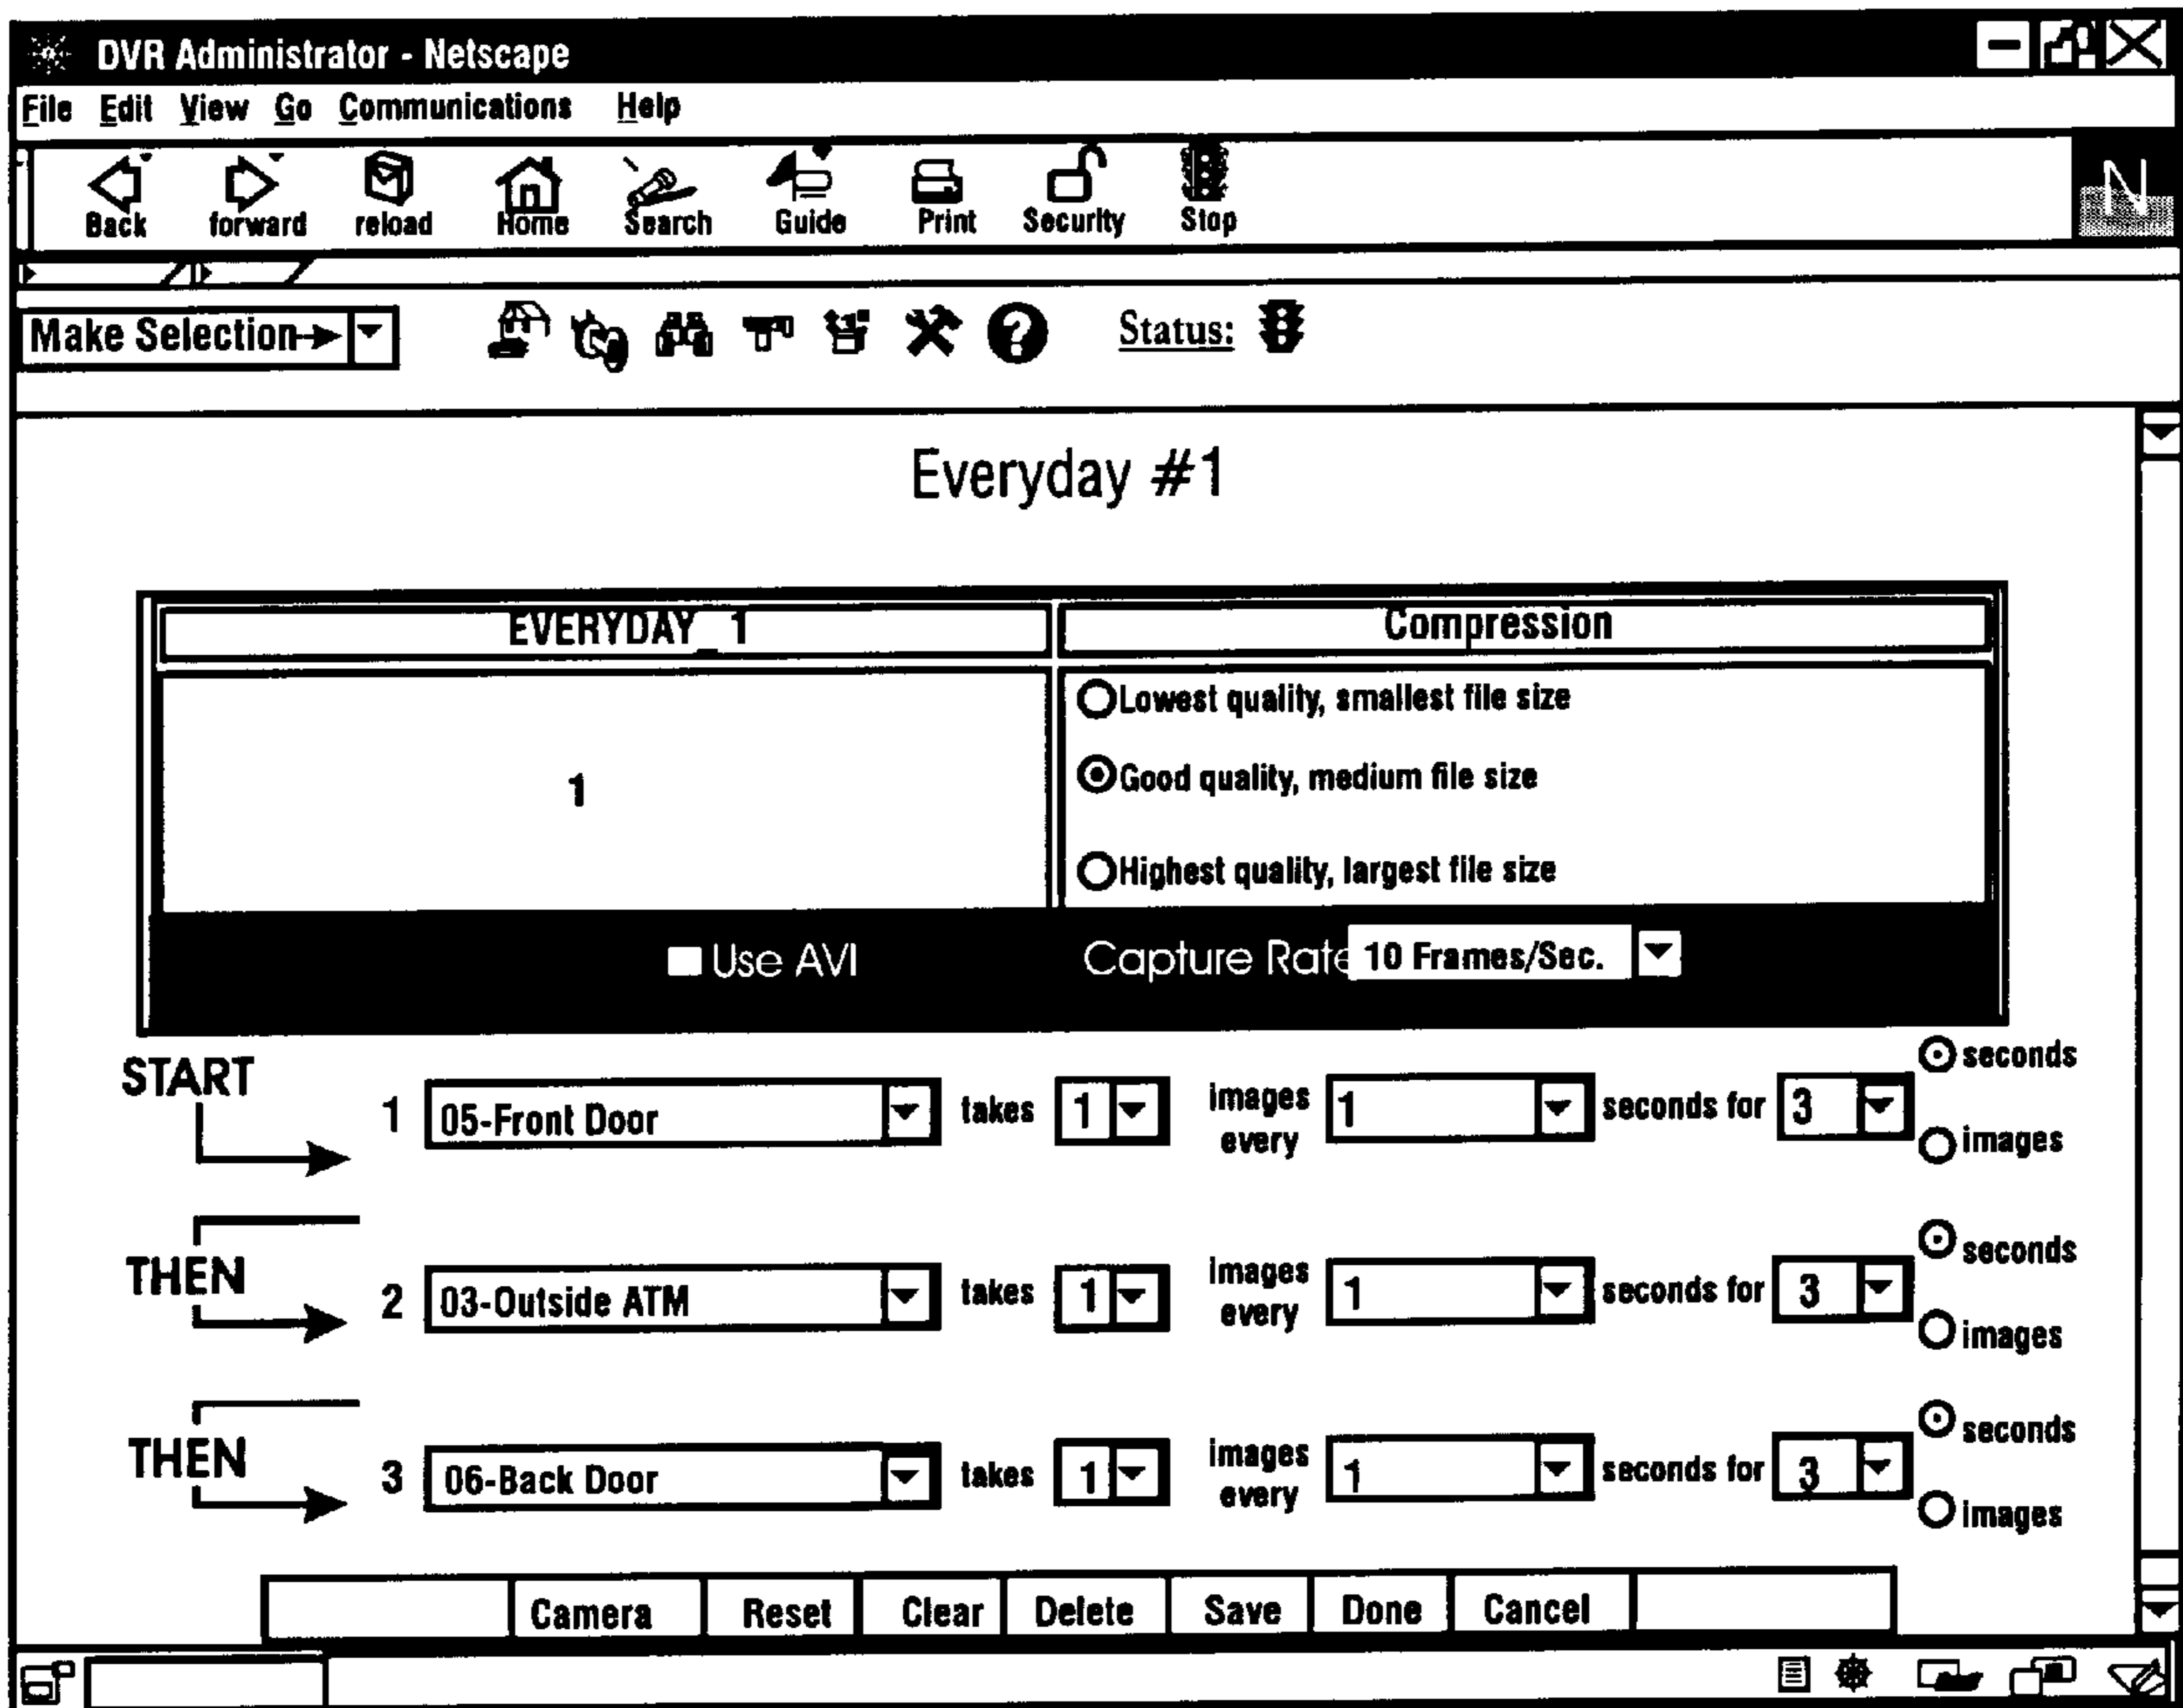 DVR Administrator - Netscape
File Edit View Go Communications Help
Back forward reload Home Search Guide Print Security Stop
N
Make Selection
Status:
Everyday #1
EVERYDAY_1 Compression
Lowest quality, smallest file size
1 Good quality, medium file size
Highest quality, largest file size
Use AVI Capture Rate 10 Frames/Sec.
START 1 05-Front Door takes 1 images every 1 seconds for 3 seconds images
THEN 2 03-Outside ATM takes 1 images every 1 seconds for 3 seconds images
THEN 3 06-Back Door takes 1 images every 1 seconds for 3 seconds images
Camera Reset Clear Delete Save Done Cancel